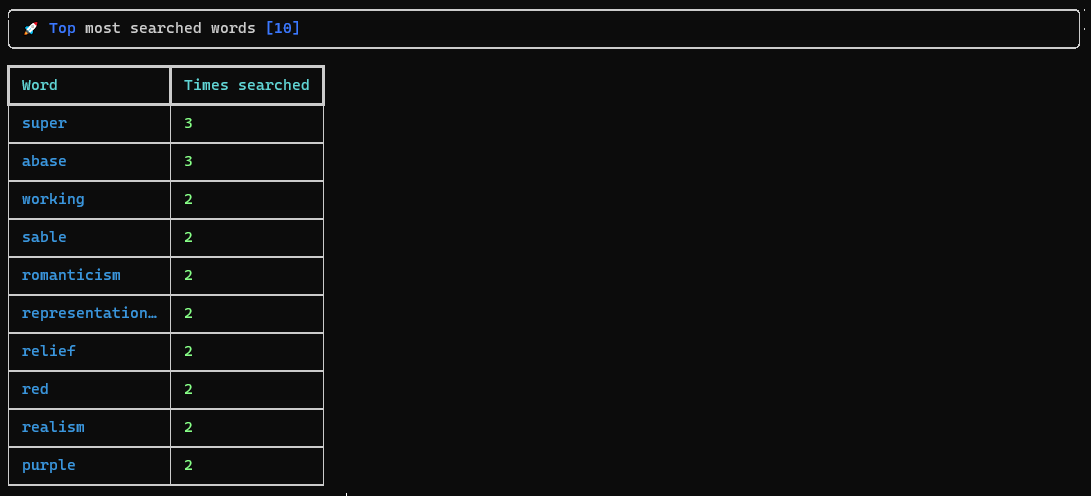 🚀 Top most searched words [10]
Word Times searched
super 3
abase 3
working 2
sable 2
romanticism 2
representation… 2
relief 2
red 2
realism 2
purple 2